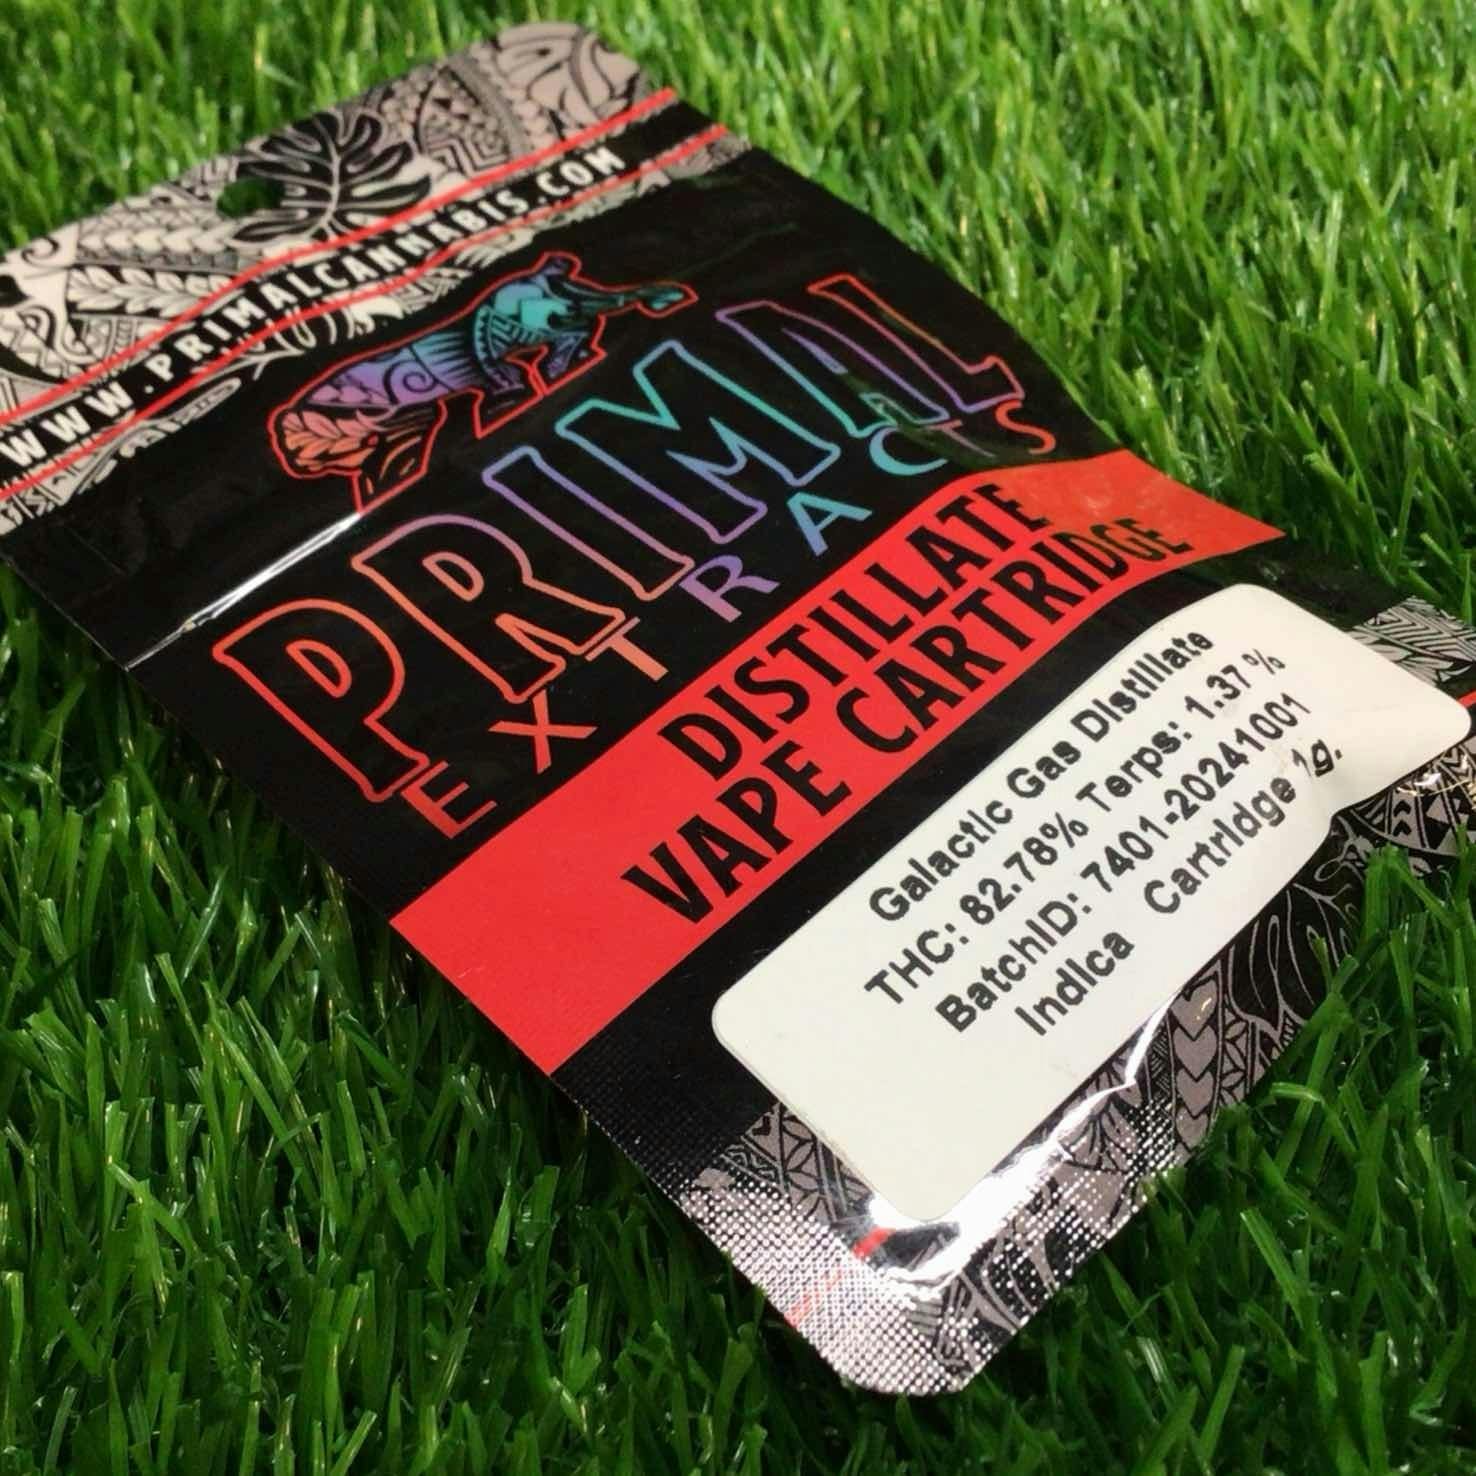 WWW.PRIMALCANNABIS.COM
PRIMAL
EXTRACTS
DISTILLATE
VAPE CARTRIDGE
Galactic Gas Distillate
THC: 82.78% Terps: 1.37 %
BatchID: 7401-20241001
Indica Cartridge 1g.